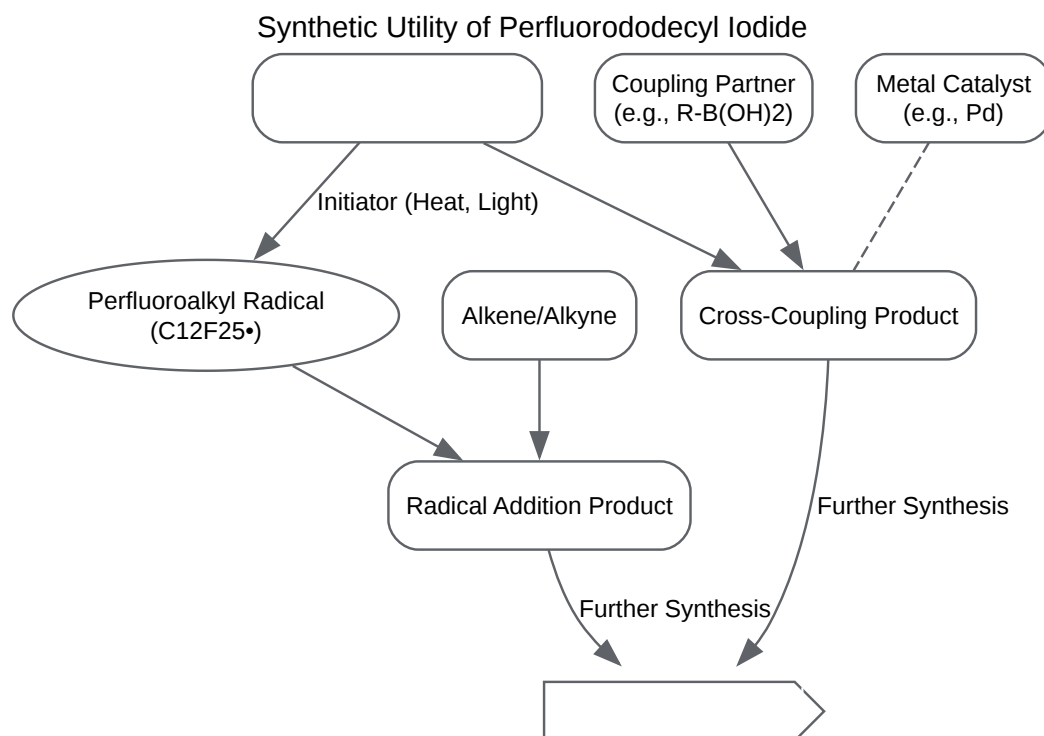 Synthetic Utility of Perfluorododecyl Iodide
Coupling Partner
(e.g., R-B(OH)2)
Metal Catalyst
(e.g., Pd)
Initiator (Heat, Light)
Perfluoroalkyl Radical
(C12F25•)
Alkene/Alkyne
Cross-Coupling Product
Radical Addition Product
Further Synthesis
Further Synthesis